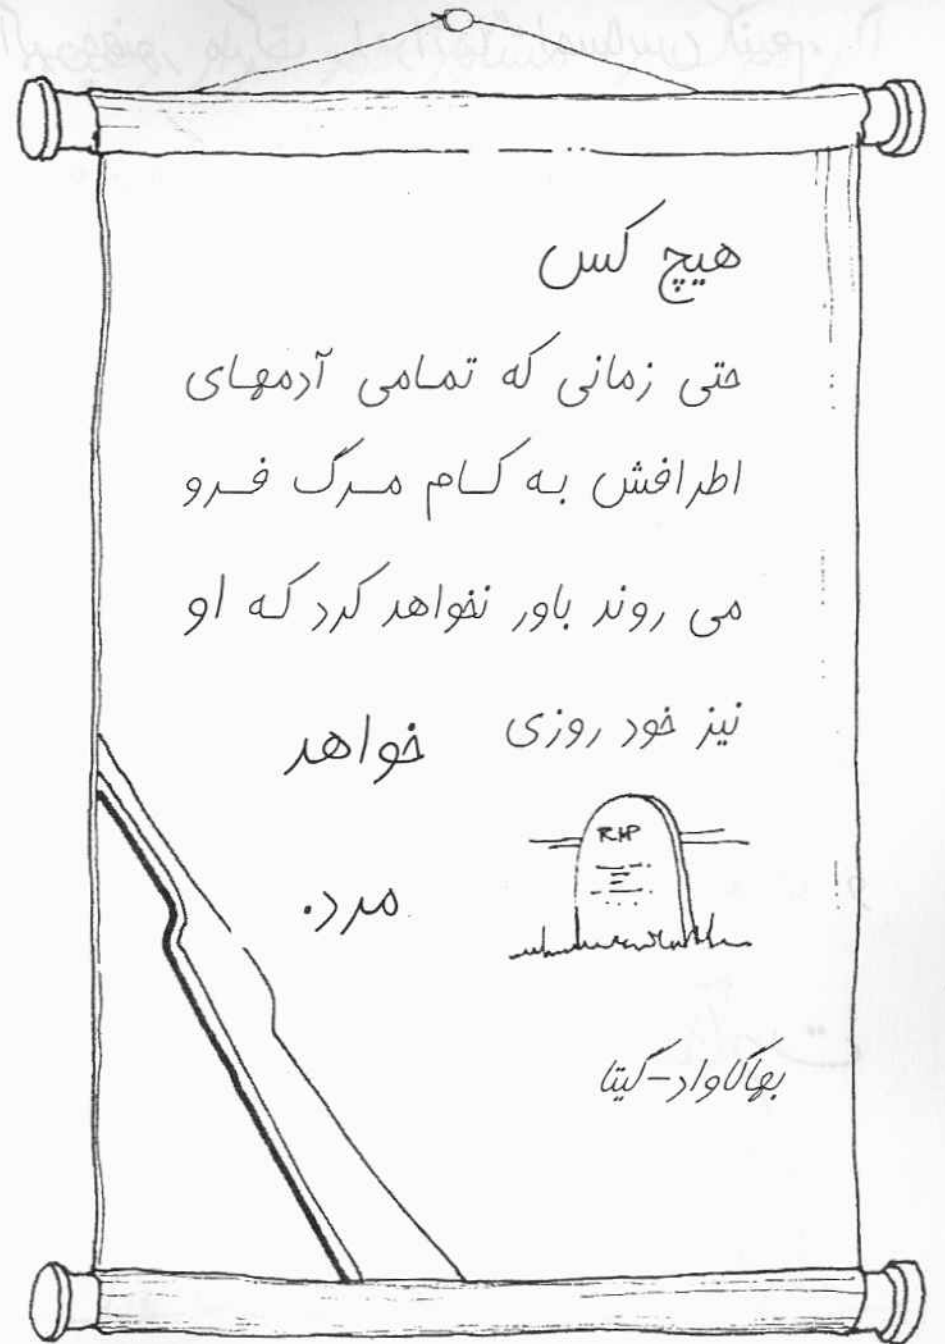 هیچ کس
حتی زمانی که تمامی آدمهای
اطرافش به کام مرگ فرو
می روند باور نخواهد کرد که او
نیز خود روزی خواهد
RIP
مرد.
بهاگاواد-گیتا